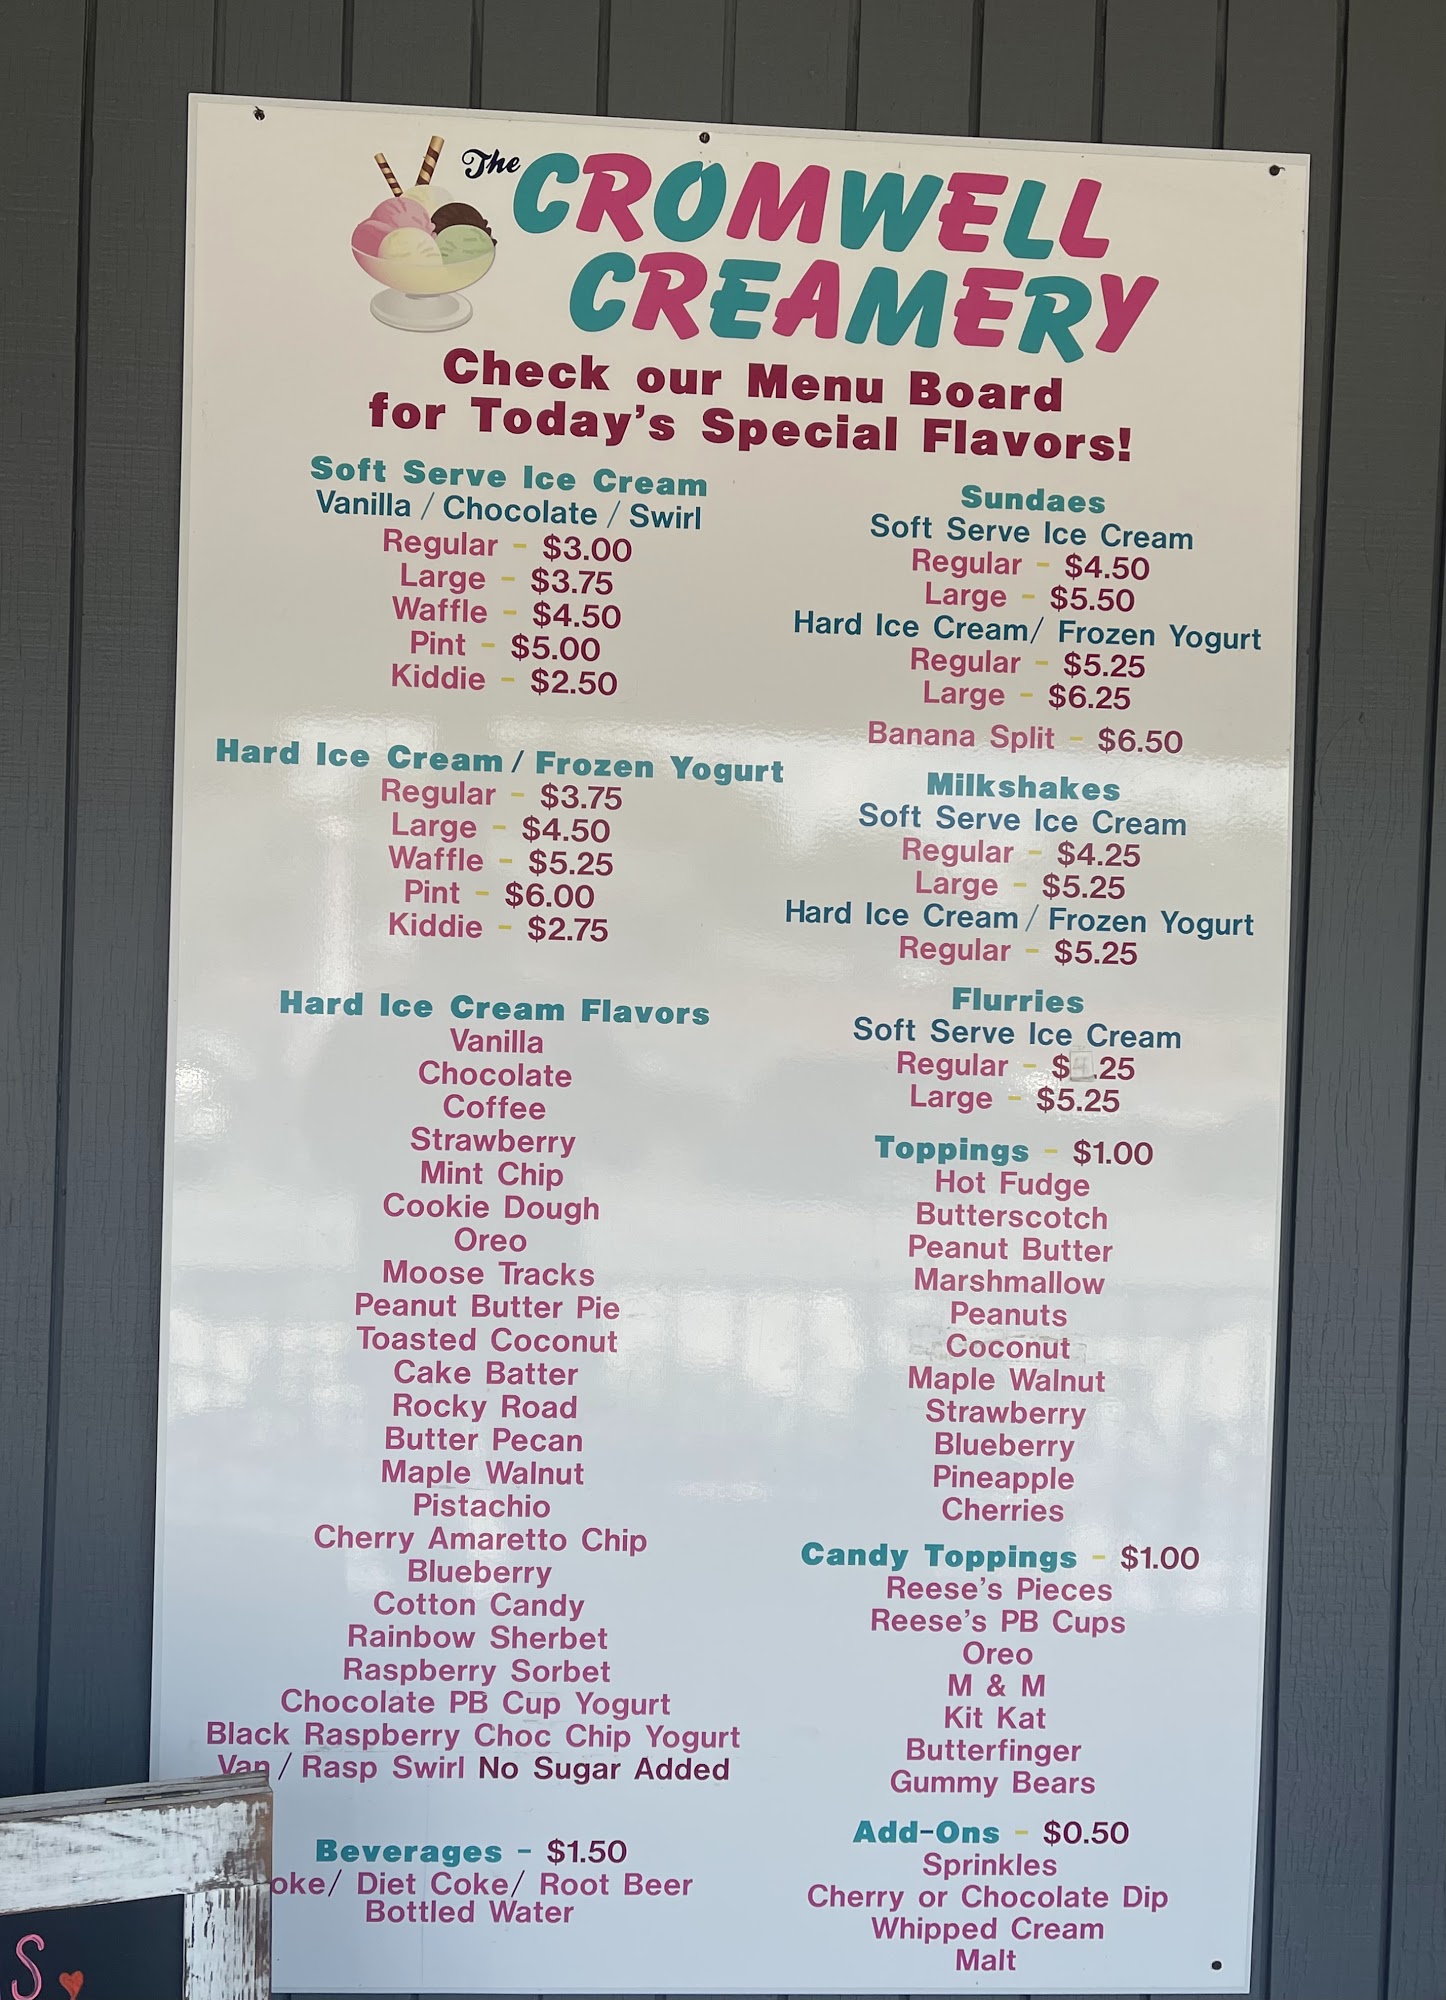 The CROMWELL
CREAMERY
Check our Menu Board
for Today's Special Flavors!
Soft Serve Ice Cream
Vanilla / Chocolate / Swirl
Regular - $3.00
Large - $3.75
Waffle - $4.50
Pint - $5.00
Kiddie - $2.50
Hard Ice Cream / Frozen Yogurt
Regular - $3.75
Large - $4.50
Waffle - $5.25
Pint - $6.00
Kiddie - $2.75
Hard Ice Cream Flavors
Vanilla
Chocolate
Coffee
Strawberry
Mint Chip
Cookie Dough
Oreo
Moose Tracks
Peanut Butter Pie
Toasted Coconut
Cake Batter
Rocky Road
Butter Pecan
Maple Walnut
Pistachio
Cherry Amaretto Chip
Blueberry
Cotton Candy
Rainbow Sherbet
Raspberry Sorbet
Chocolate PB Cup Yogurt
Black Raspberry Choc Chip Yogurt
Van / Rasp Swirl No Sugar Added
Beverages - $1.50
oke/ Diet Coke/ Root Beer
Bottled Water
Sundaes
Soft Serve Ice Cream
Regular - $4.50
Large - $5.50
Hard Ice Cream/ Frozen Yogurt
Regular - $5.25
Large - $6.25
Banana Split - $6.50
Milkshakes
Soft Serve Ice Cream
Regular - $4.25
Large - $5.25
Hard Ice Cream / Frozen Yogurt
Regular - $5.25
Flurries
Soft Serve Ice Cream
Regular - $4.25
Large - $5.25
Toppings - $1.00
Hot Fudge
Butterscotch
Peanut Butter
Marshmallow
Peanuts
Coconut
Maple Walnut
Strawberry
Blueberry
Pineapple
Cherries
Candy Toppings - $1.00
Reese's Pieces
Reese's PB Cups
Oreo
M & M
Kit Kat
Butterfinger
Gummy Bears
Add-Ons - $0.50
Sprinkles
Cherry or Chocolate Dip
Whipped Cream
Malt
S